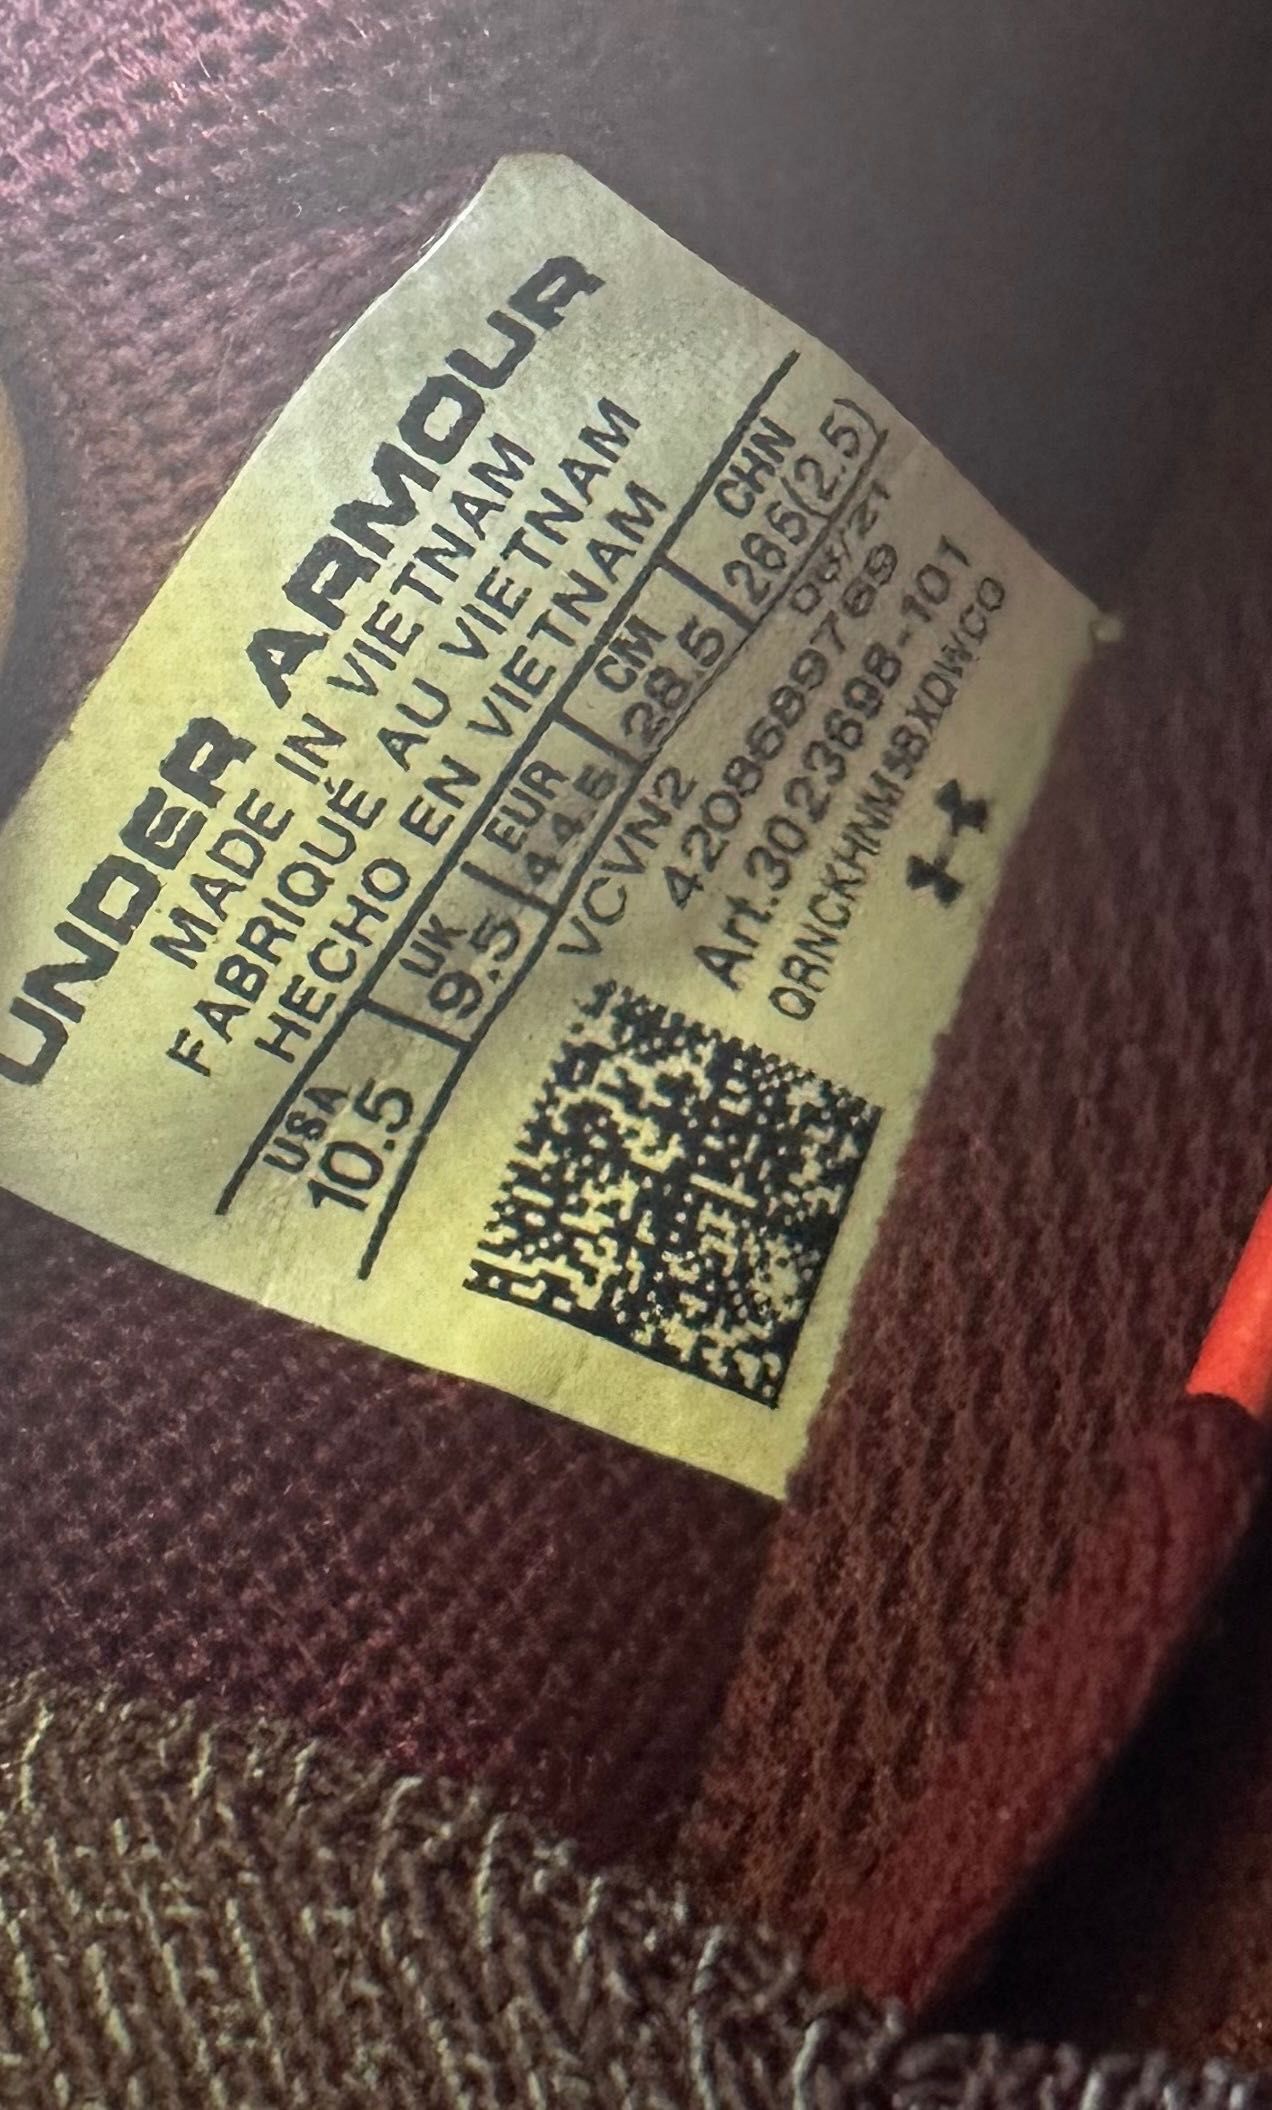 UNDER ARMOUR
MADE IN VIETNAM
FABRIQUÉ AU VIETNAM
HECHO EN VIETNAM
USA UK EUR CM CHN
10.5 9.5 44.5 28.5 285(2.5)
VCVN2
4208689769
Art.3023698-101